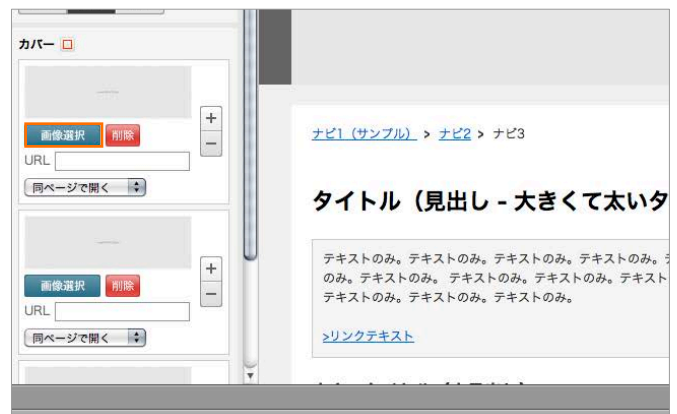 カバー
画像選択 削除
+
−
URL
同ページで開く
画像選択 削除
+
−
URL
同ページで開く
ナビ1（サンプル） > ナビ2 > ナビ3
タイトル（見出し - 大きくて太いタ
テキストのみ。テキストのみ。テキストのみ。テキストのみ。
のみ。テキストのみ。 テキストのみ。テキストのみ。テキスト
テキストのみ。テキストのみ。テキストのみ。
>リンクテキスト